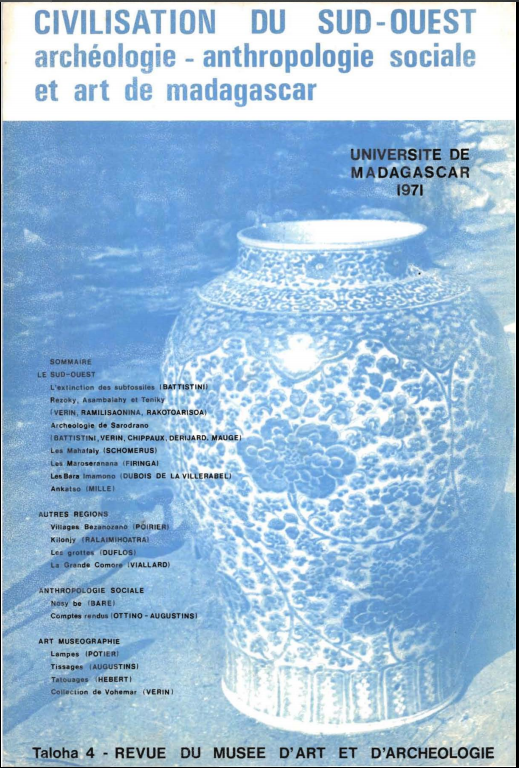 CIVILISATION DU SUD-OUEST
archéologie - anthropologie sociale
et art de madagascar
UNIVERSITE DE
MADAGASCAR
1971
SOMMAIRE
LE SUD-OUEST
L'extinction des subfossiles (BATTISTINI)
Rezoky, Asambalahy et Teniky
(VERIN, RAMILISAONINA, RAKOTOARISOA)
Archeologie de Sarodrano
(BATTISTINI, VERIN, CHIPPAUX, DERIJARD, MAUGE)
Les Mahafaly (SCHOMERUS)
Les Maroseranana (FIRINGA)
Les Bara Imamono (DUBOIS DE LA VILLERABEL)
Ankatso (MILLE)
AUTRES REGIONS
Villages Bezanozano (POIRIER)
Kilonjy (RALAIMIHOATRA)
Les grottes (DUFLOS)
La Grande Comore (VIALLARD)
ANTHROPOLOGIE SOCIALE
Nosy be (BARE)
Comptes rendus (OTTINO - AUGUSTINS)
ART MUSEOGRAPHIE
Lampes (POTIER)
Tissages (AUGUSTINS)
Tatouages (HEBERT)
Collection de Vohemar (VERIN)
Taloha 4 - REVUE DU MUSEE D'ART ET D'ARCHEOLOGIE